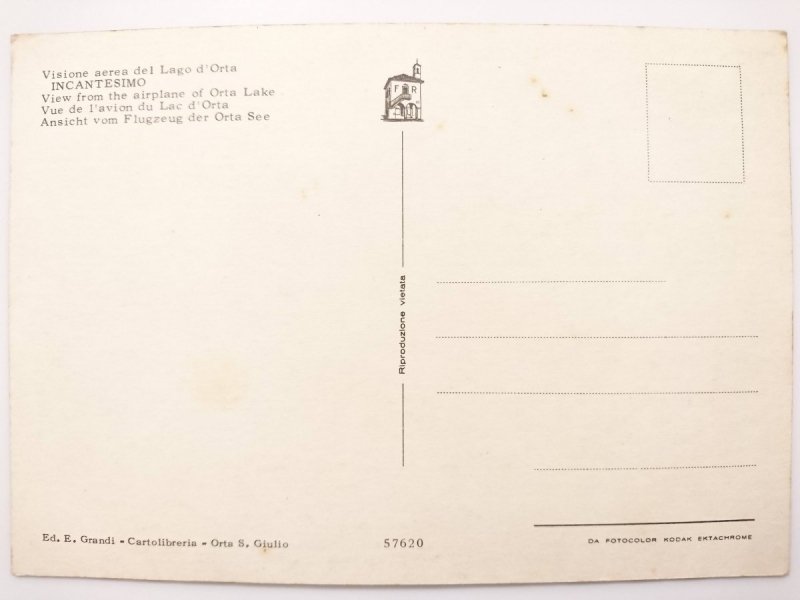 Visione aerea del Lago d'Orta
INCANTESIMO
View from the airplane of Orta Lake
Vue de l'avion du Lac d'Orta
Ansicht vom Flugzeug der Orta See
F R
Riproduzione vietata
Ed. E. Grandi - Cartolibreria - Orta S. Giulio
57620
DA FOTOCOLOR KODAK EKTACHROME